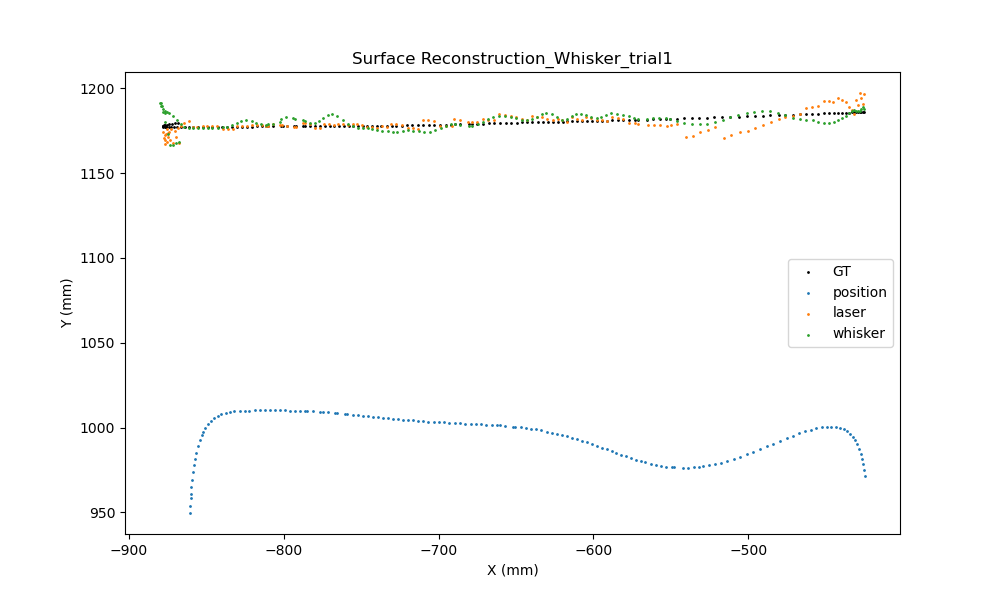 Surface Reconstruction_Whisker_trial1
1200
1150
1100
1050
1000
950
Y (mm)
GT
position
laser
whisker
−900
−800
−700
−600
−500
X (mm)